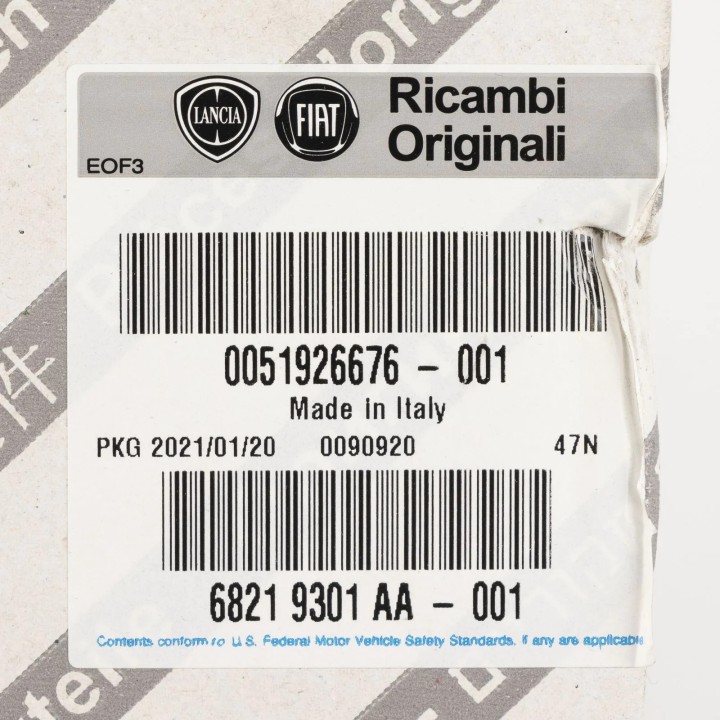 LANCIA
FIAT
Ricambi
Originali
EOF3
0051926676 - 001
Made in Italy
PKG 2021/01/20 0090920 47N
6821 9301 AA - 001
Contents conform to U.S. Federal Motor Vehicle Safety Standards, if any are applicable